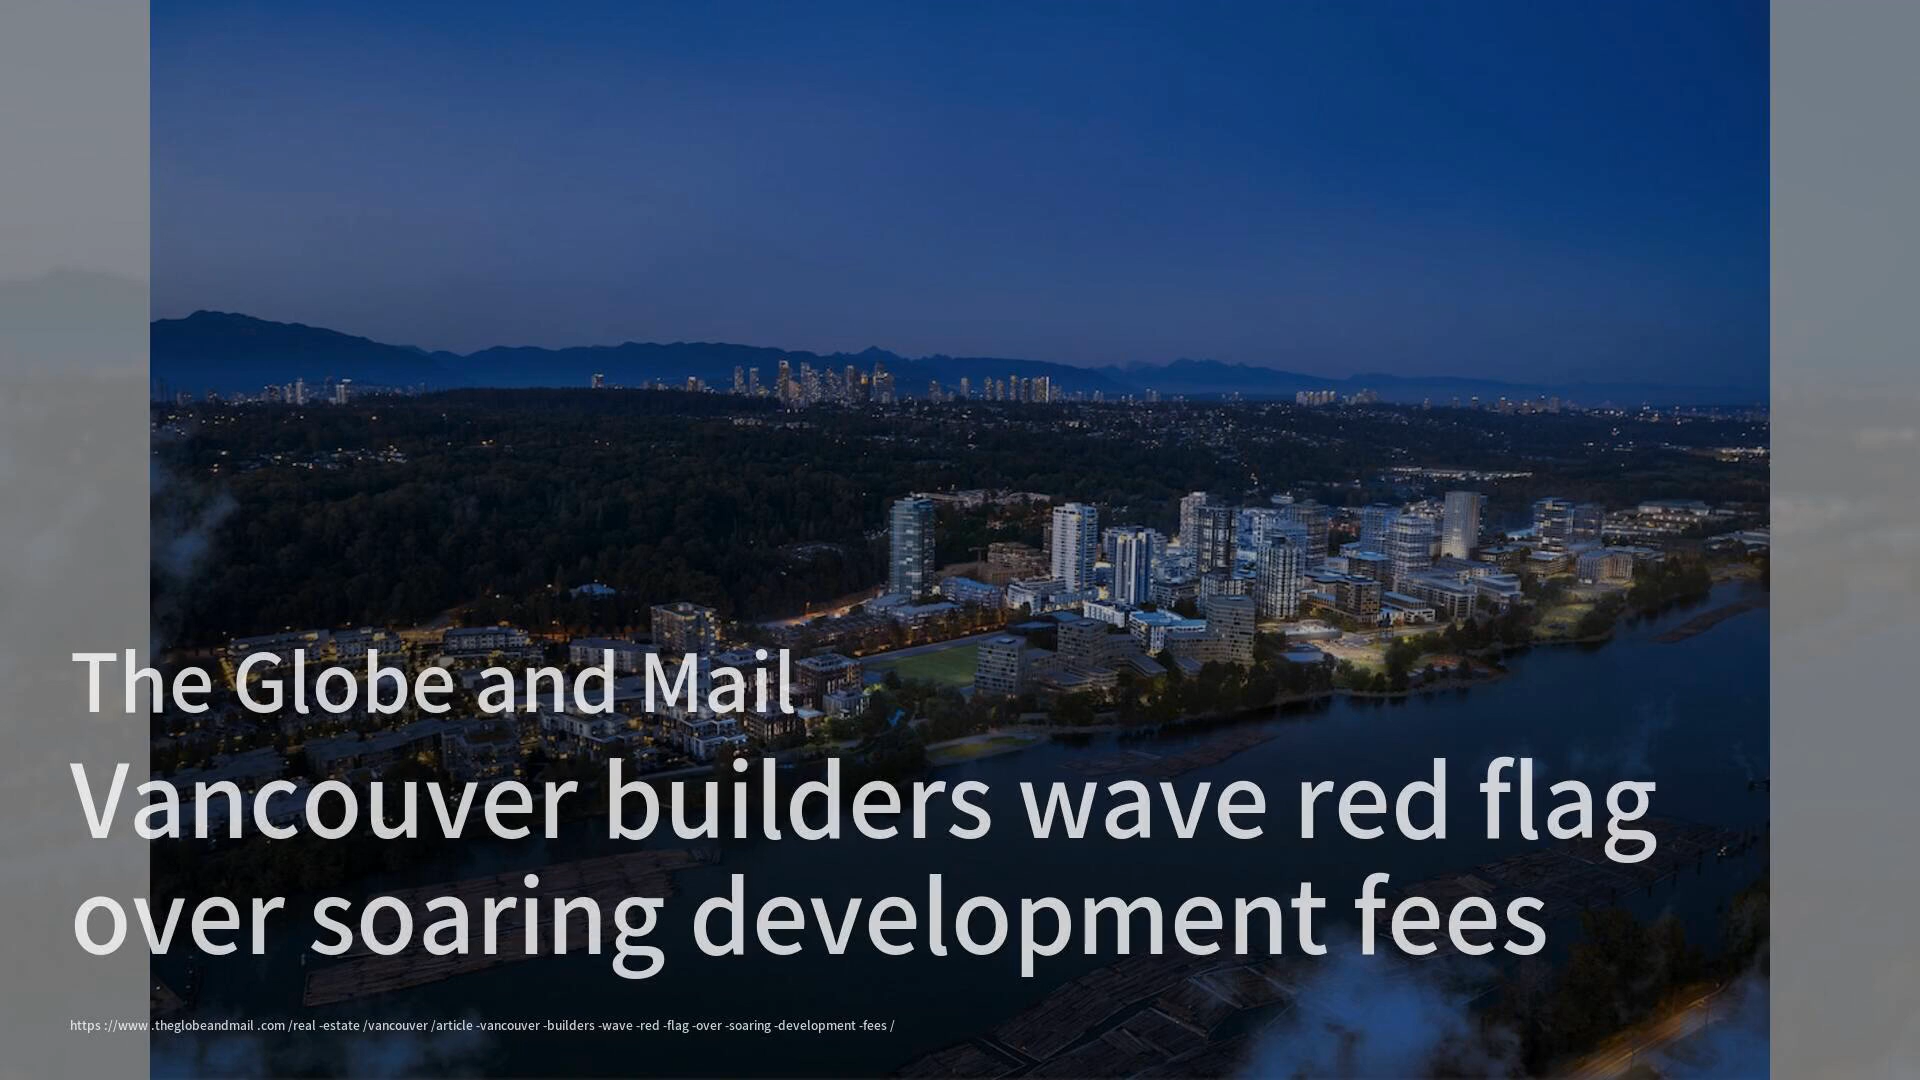 The Globe and Mail
Vancouver builders wave red flag
over soaring development fees
https ://www .theglobeandmail .com /real -estate /vancouver /article -vancouver -builders -wave -red -flag -over -soaring -development -fees /